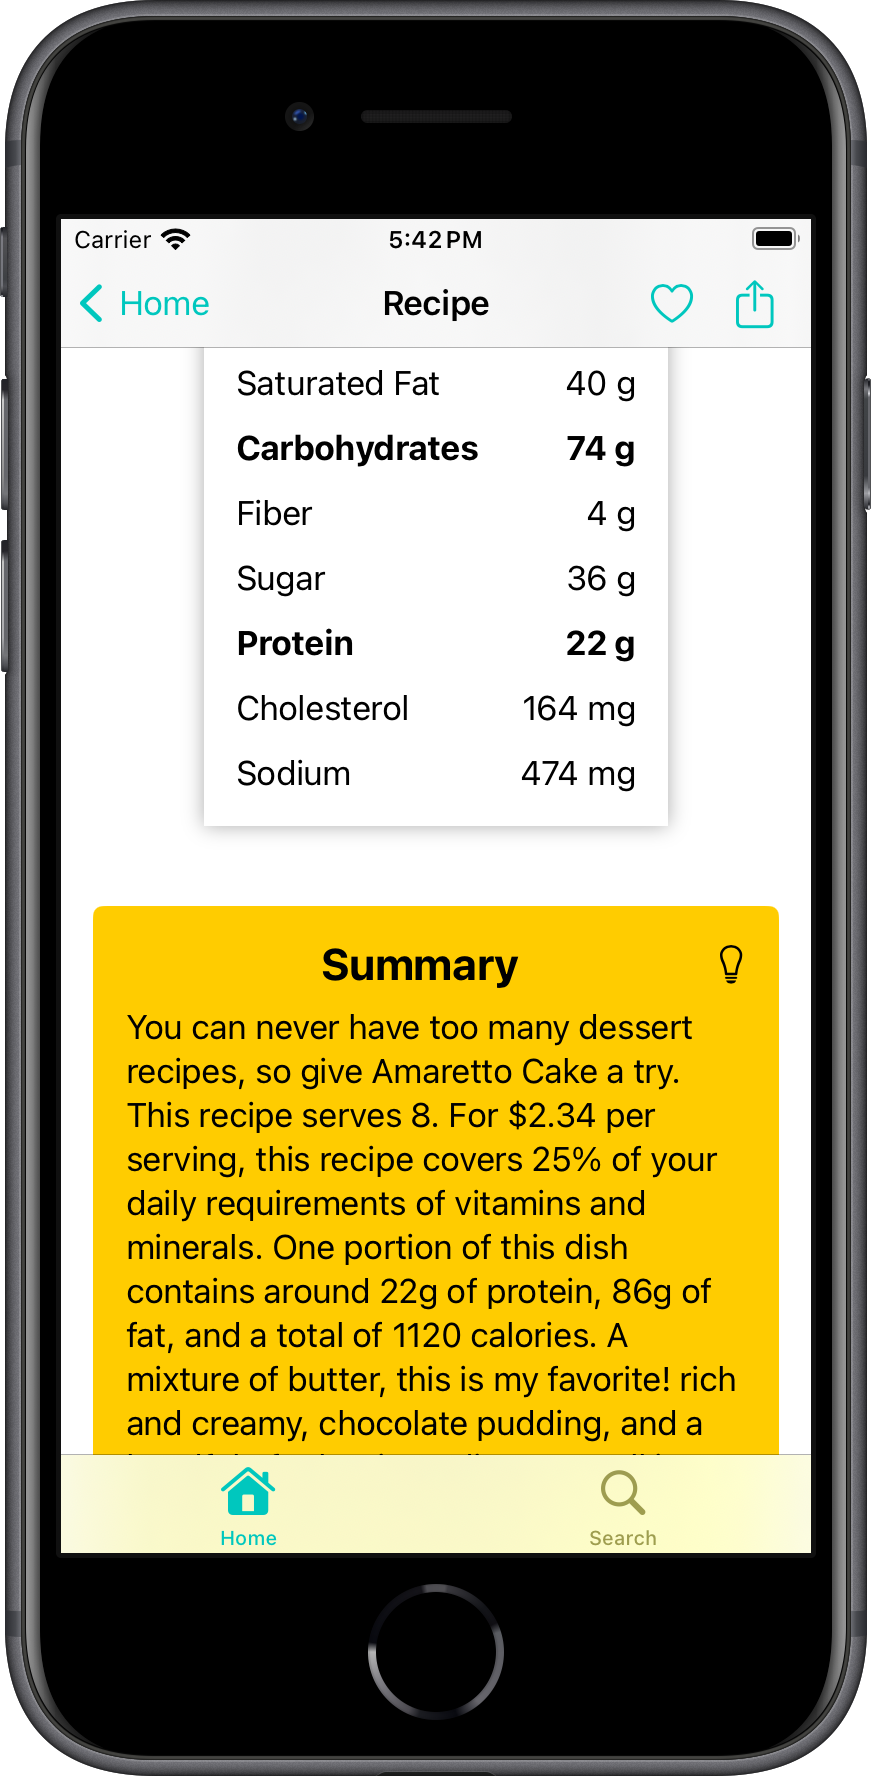 Carrier 5:42 PM
Home Recipe
Saturated Fat 40 g
Carbohydrates 74 g
Fiber 4 g
Sugar 36 g
Protein 22 g
Cholesterol 164 mg
Sodium 474 mg
Summary
You can never have too many dessert
recipes, so give Amaretto Cake a try.
This recipe serves 8. For $2.34 per
serving, this recipe covers 25% of your
daily requirements of vitamins and
minerals. One portion of this dish
contains around 22g of protein, 86g of
fat, and a total of 1120 calories. A
mixture of butter, this is my favorite! rich
and creamy, chocolate pudding, and a
Home Search